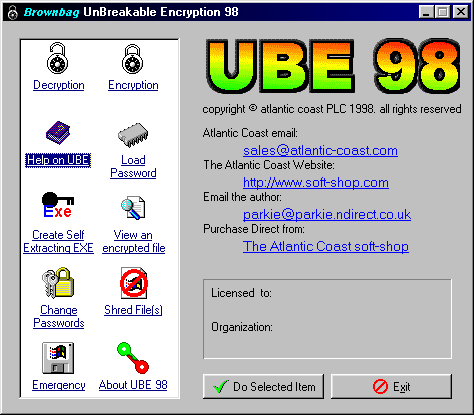 Brownbag UnBreakable Encryption 98
Decryption
Encryption
Help on UBE
Load
Password
Exe
Create Self
Extracting EXE
View an
encrypted file
Change
Passwords
Shred File(s)
Emergency
About UBE 98
UBE 98
copyright © atlantic coast PLC 1998. all rights reserved
Atlantic Coast email:
sales@atlantic-coast.com
The Atlantic Coast Website:
http://www.soft-shop.com
Email the author:
parkie@parkie.ndirect.co.uk
Purchase Direct from:
The Atlantic Coast soft-shop
Licensed to:
Organization:
Do Selected Item
Exit